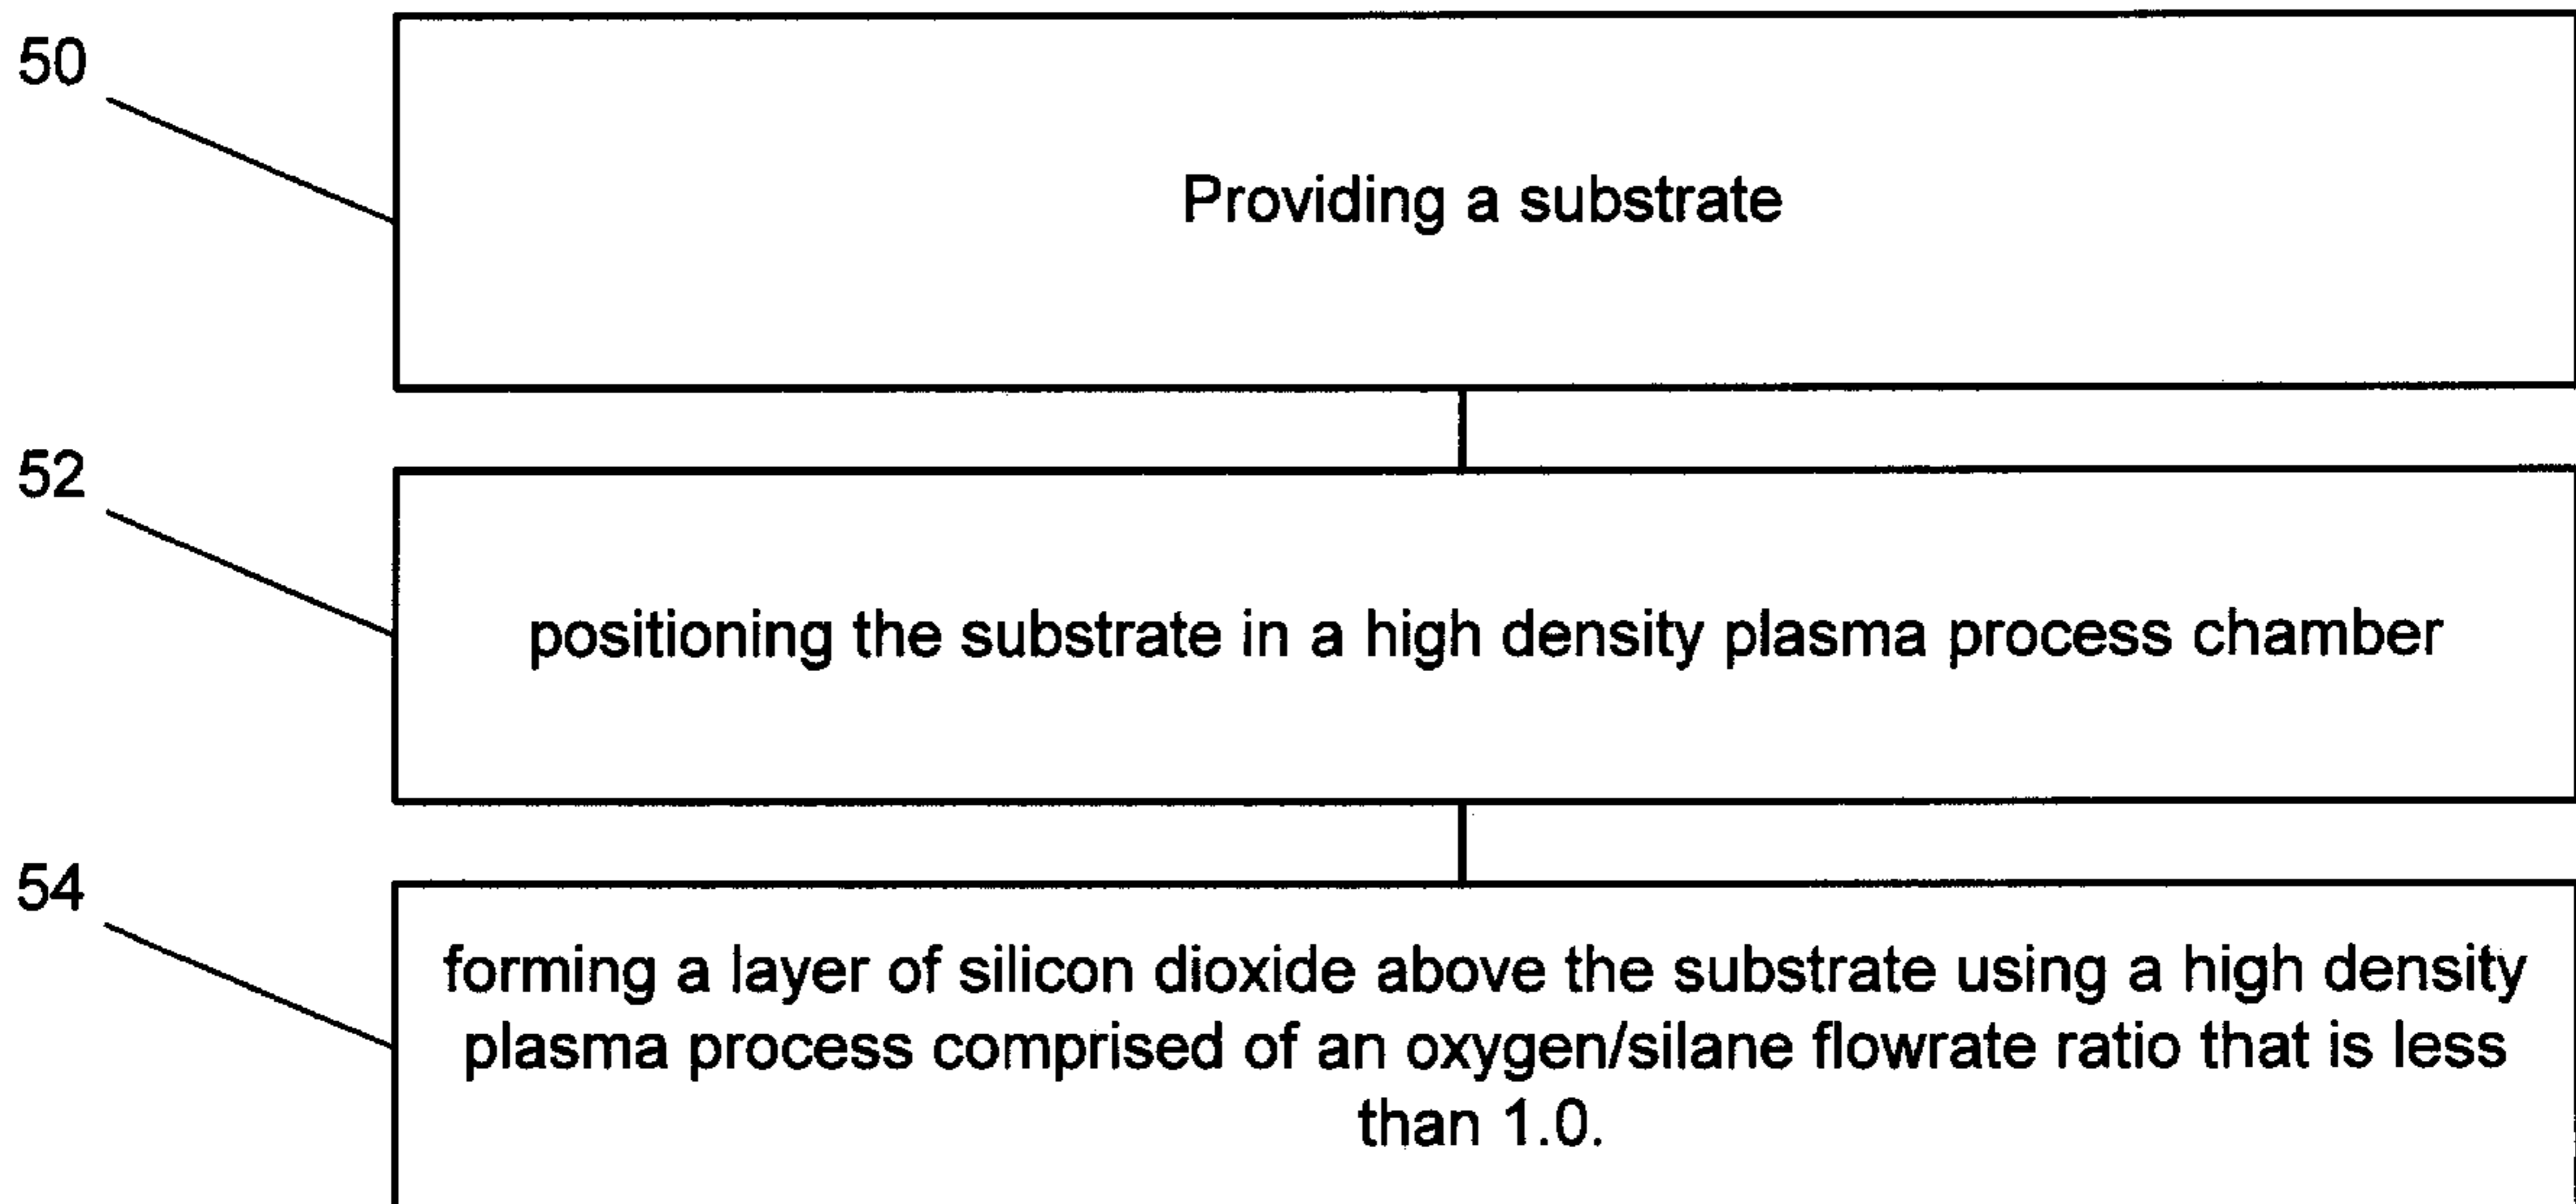 50
Providing a substrate
52
positioning the substrate in a high density plasma process chamber
54
forming a layer of silicon dioxide above the substrate using a high density
plasma process comprised of an oxygen/silane flowrate ratio that is less
than 1.0.